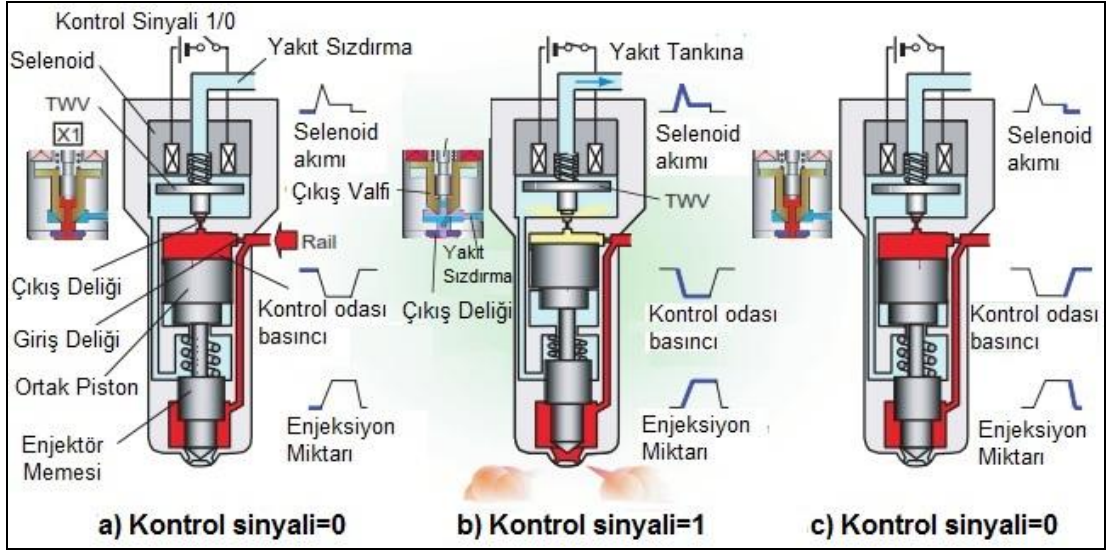 Kontrol Sinyali 1/0
Yakıt Sızdırma
Selenoid
TWV
X1
Selenoid
akımı
Rail
Çıkış Deliği
Giriş Deliği
Kontrol odası
basıncı
Ortak Piston
Enjektör
Memesi
Enjeksiyon
Miktarı
a) Kontrol sinyali=0
Yakıt Tankına
Selenoid
akımı
Çıkış Valfi
TWV
Yakıt
Sızdırma
Çıkış Deliği
Kontrol odası
basıncı
Enjeksiyon
Miktarı
b) Kontrol sinyali=1
Selenoid
akımı
Kontrol odası
basıncı
Enjeksiyon
Miktarı
c) Kontrol sinyali=0